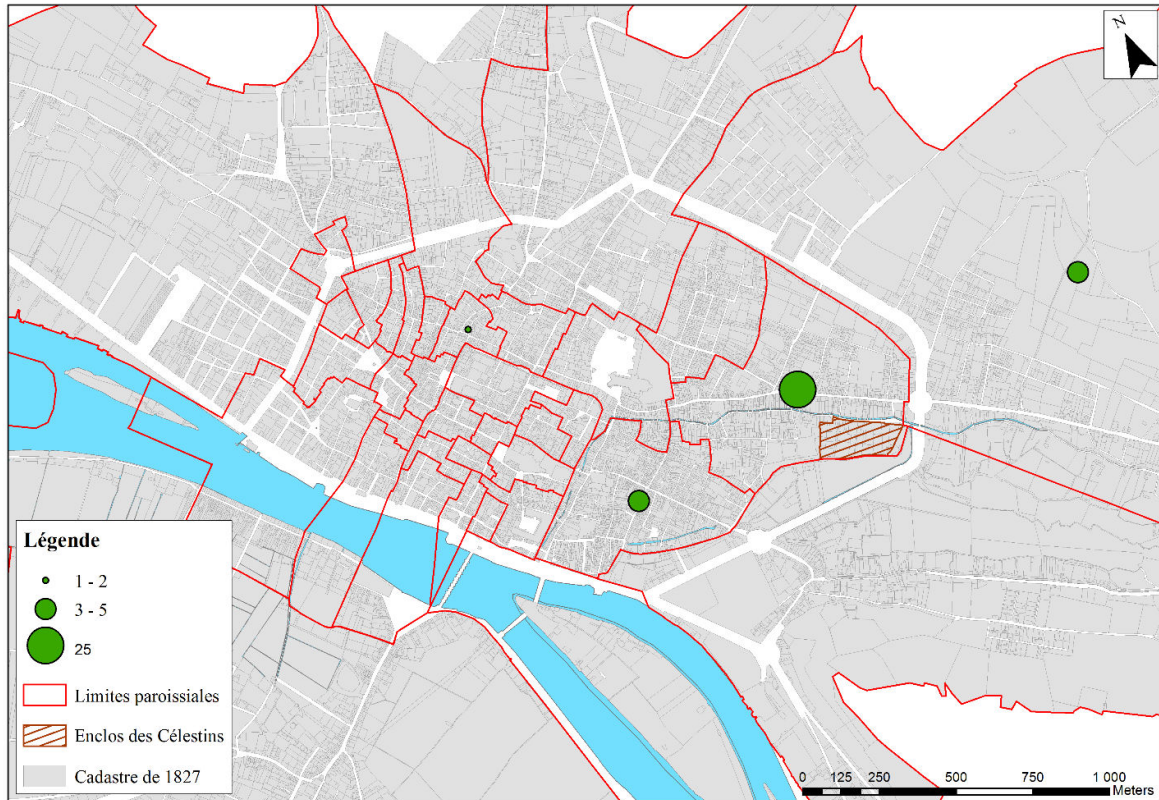 N
Légende
1 - 2
3 - 5
25
Limites paroissiales
Enclos des Célestins
Cadastre de 1827
0 125 250 500 750 1 000
Meters